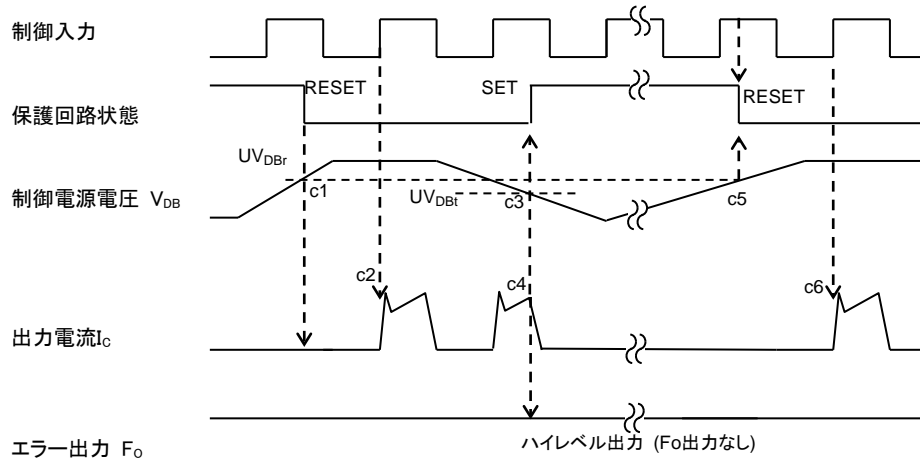 制御入力
RESET
SET
RESET
保護回路状態
UVDBr
c1
制御電源電圧 VDB
UVDBt
c3
c5
c2
c4
c6
出力電流Ic
エラー出力 Fo
ハイレベル出力 (Fo出力なし)